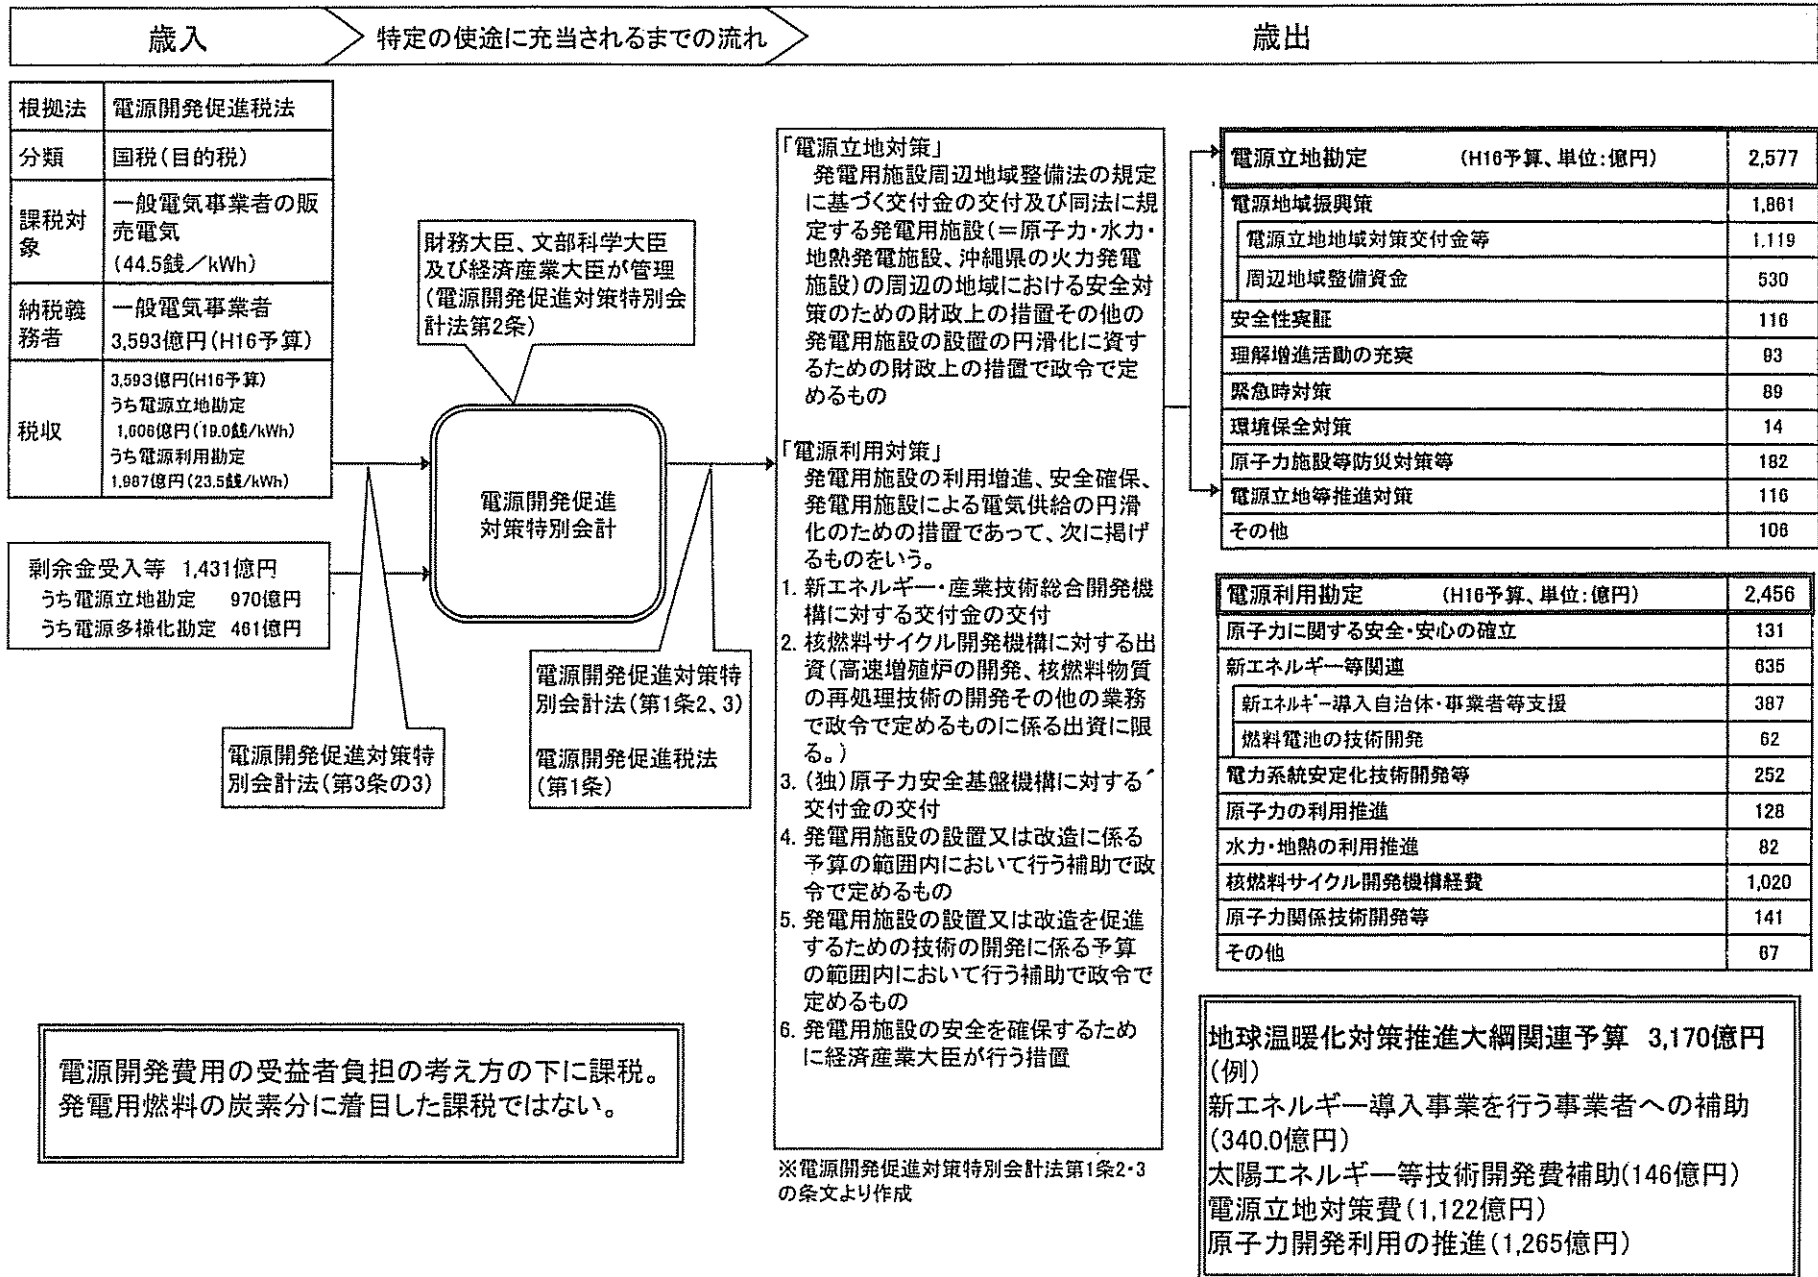 歳入
特定の使途に充当されるまでの流れ
歳出
根拠法 電源開発促進税法
分類 国税(目的税)
課税対
象
一般電気事業者の販
売電気
(44.5銭／kWh)
納税義
務者
一般電気事業者
3,593億円(H16予算)
税収
3,593億円(H16予算)
うち電源立地勘定
1,606億円(19.0銭/kWh)
うち電源利用勘定
1,987億円(23.5銭/kWh)
剰余金受入等 1,431億円
うち電源立地勘定 970億円
うち電源多様化勘定 461億円
財務大臣、文部科学大臣
及び経済産業大臣が管理
(電源開発促進対策特別会
計法第2条)
電源開発促進
対策特別会計
電源開発促進対策特
別会計法(第3条の3)
電源開発促進対策特
別会計法(第1条2、3)
電源開発促進税法
(第1条)
「電源立地対策」
発電用施設周辺地域整備法の規定
に基づく交付金の交付及び同法に規
定する発電用施設(＝原子力・水力・
地熱発電施設、沖縄県の火力発電
施設)の周辺の地域における安全対
策のための財政上の措置その他の
発電用施設の設置の円滑化に資す
るための財政上の措置で政令で定
めるもの
「電源利用対策」
発電用施設の利用増進、安全確保、
発電用施設による電気供給の円滑
化のための措置であって、次に掲げ
るものをいう。
1. 新エネルギー・産業技術総合開発機
構に対する交付金の交付
2. 核燃料サイクル開発機構に対する出
資(高速増殖炉の開発、核燃料物質
の再処理技術の開発その他の業務
で政令で定めるものに係る出資に限
る。)
3. (独)原子力安全基盤機構に対する
交付金の交付
4. 発電用施設の設置又は改造に係る
予算の範囲内において行う補助で政
令で定めるもの
5. 発電用施設の設置又は改造を促進
するための技術の開発に係る予算
の範囲内において行う補助で政令で
定めるもの
6. 発電用施設の安全を確保するため
に経済産業大臣が行う措置
※電源開発促進対策特別会計法第1条2・3
の条文より作成
電源立地勘定 (H16予算、単位:億円) 2,577
電源地域振興策 1,861
電源立地地域対策交付金等 1,119
周辺地域整備資金 530
安全性実証 116
理解増進活動の充実 93
緊急時対策 89
環境保全対策 14
原子力施設等防災対策等 182
電源立地等推進対策 116
その他 106
電源利用勘定 (H16予算、単位:億円) 2,456
原子力に関する安全・安心の確立 131
新エネルギー等関連 635
新エネルギー導入自治体・事業者等支援 387
燃料電池の技術開発 62
電力系統安定化技術開発等 252
原子力の利用推進 128
水力・地熱の利用推進 82
核燃料サイクル開発機構経費 1,020
原子力関係技術開発等 141
その他 67
電源開発費用の受益者負担の考え方の下に課税。
発電用燃料の炭素分に着目した課税ではない。
地球温暖化対策推進大綱関連予算 3,170億円
(例)
新エネルギー導入事業を行う事業者への補助
(340.0億円)
太陽エネルギー等技術開発費補助(146億円)
電源立地対策費(1,122億円)
原子力開発利用の推進(1,265億円)